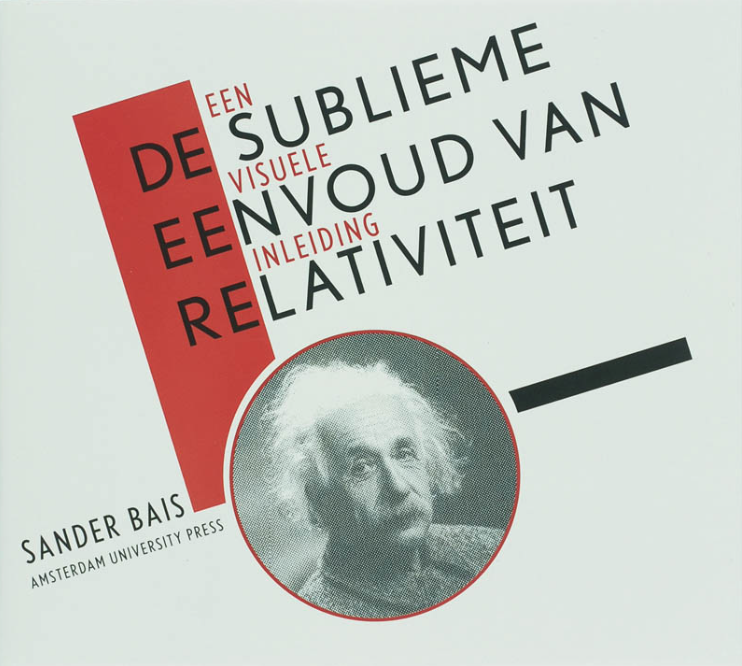 EEN
DE SUBLIEME
VISUELE
EENVOUD VAN
INLEIDING
RELATIVITEIT
SANDER BAIS
AMSTERDAM UNIVERSITY PRESS